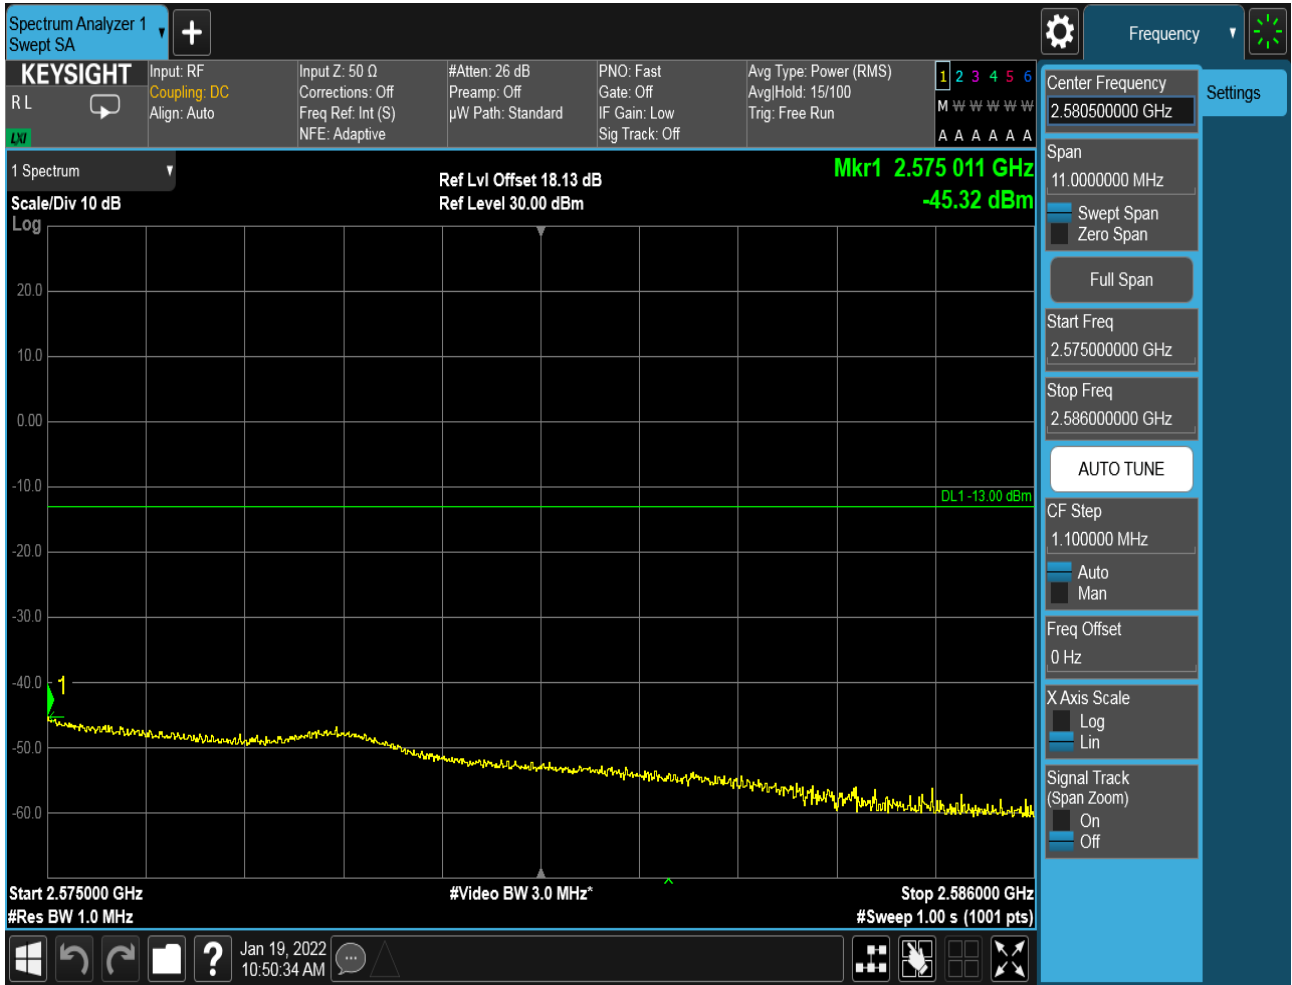 Spectrum Analyzer 1
Swept SA
Frequency
KEYSIGHT
R L
LXI
Input: RF
Coupling: DC
Align: Auto
Input Z: 50 Ω
Corrections: Off
Freq Ref: Int (S)
NFE: Adaptive
#Atten: 26 dB
Preamp: Off
µW Path: Standard
PNO: Fast
Gate: Off
IF Gain: Low
Sig Track: Off
Avg Type: Power (RMS)
Avg|Hold: 15/100
Trig: Free Run
1 2 3 4 5 6
M W W W W W
A A A A A A
1 Spectrum
Scale/Div 10 dB
Log
Ref Lvl Offset 18.13 dB
Ref Level 30.00 dBm
Mkr1 2.575 011 GHz
-45.32 dBm
20.0
10.0
0.00
-10.0
DL1 -13.00 dBm
-20.0
-30.0
-40.0
1
-50.0
-60.0
Start 2.575000 GHz
#Res BW 1.0 MHz
#Video BW 3.0 MHz*
Stop 2.586000 GHz
#Sweep 1.00 s (1001 pts)
Jan 19, 2022
10:50:34 AM
Center Frequency
2.580500000 GHz
Settings
Span
11.0000000 MHz
Swept Span
Zero Span
Full Span
Start Freq
2.575000000 GHz
Stop Freq
2.586000000 GHz
AUTO TUNE
CF Step
1.100000 MHz
Auto
Man
Freq Offset
0 Hz
X Axis Scale
Log
Lin
Signal Track
(Span Zoom)
On
Off